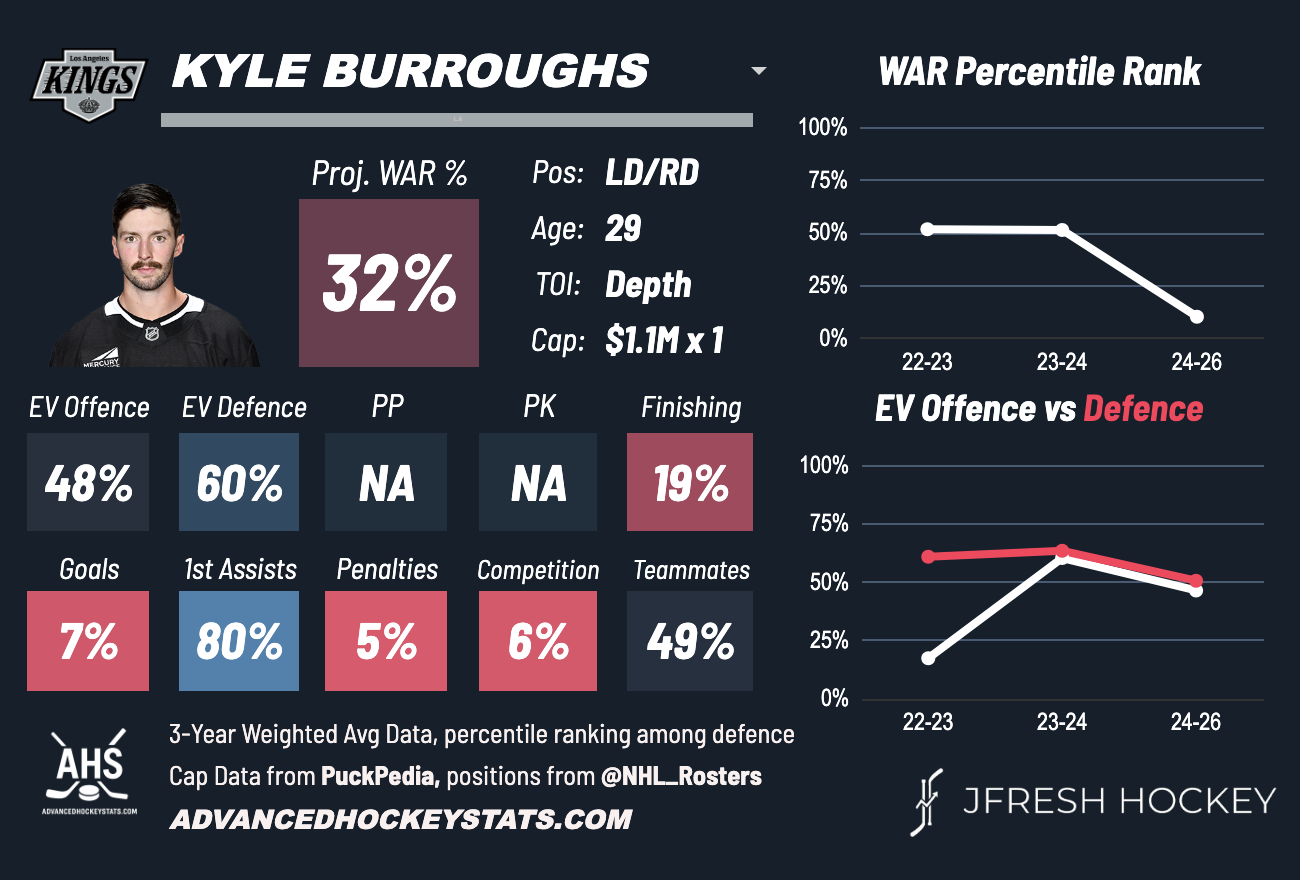 Los Angeles
KINGS
KYLE BURROUGHS
WAR Percentile Rank
100%
75%
50%
25%
0%
22-23
23-24
24-26
Proj. WAR %
32%
Pos: LD/RD
Age: 29
TOI: Depth
Cap: $1.1M x 1
MERCURY
EV Offence
EV Defence
PP
PK
Finishing
48%
60%
NA
NA
19%
Goals
1st Assists
Penalties
Competition
Teammates
7%
80%
5%
6%
49%
EV Offence vs Defence
100%
75%
50%
25%
0%
22-23
23-24
24-26
AHS
ADVANCEDHOCKEYSTATS.COM
3-Year Weighted Avg Data, percentile ranking among defence
Cap Data from PuckPedia, positions from @NHL_Rosters
ADVANCEDHOCKEYSTATS.COM
JFRESH HOCKEY